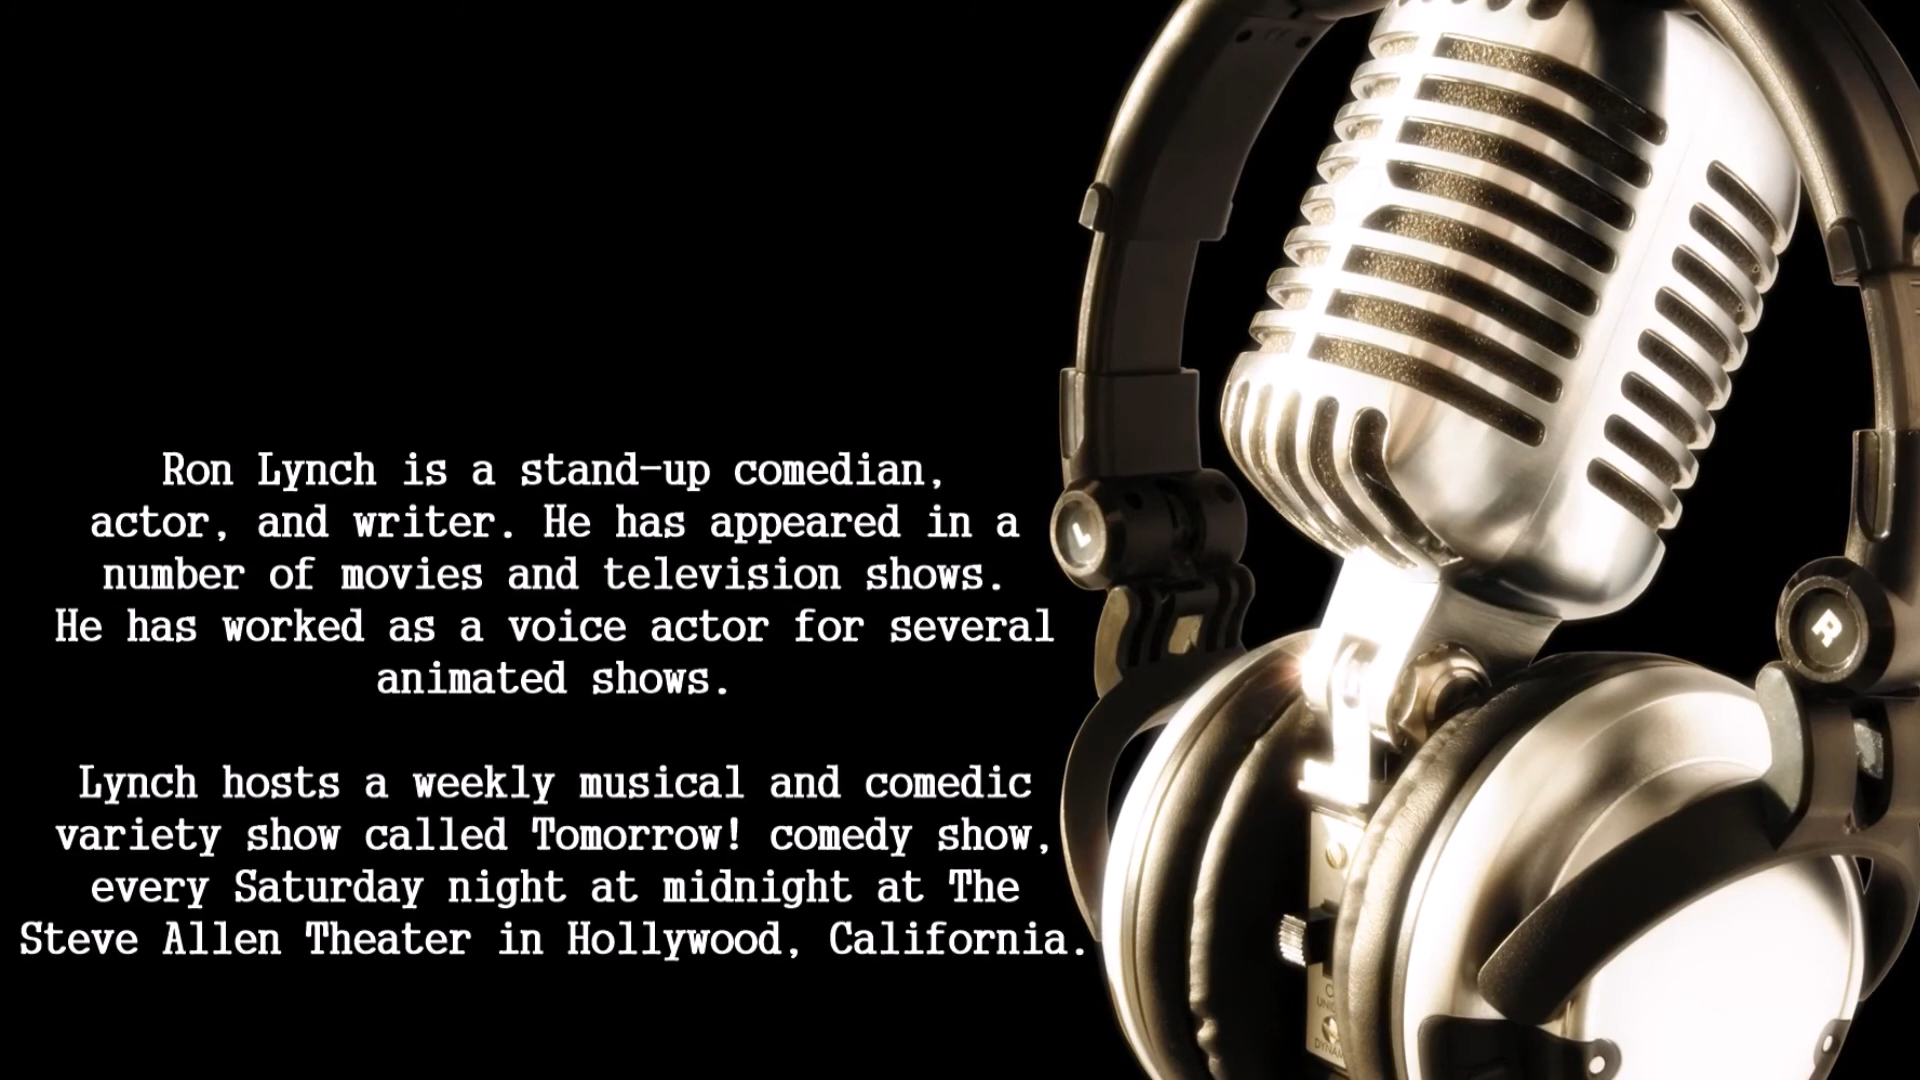 Ron Lynch is a stand-up comedian,
actor, and writer. He has appeared in a
number of movies and television shows.
He has worked as a voice actor for several
animated shows.
Lynch hosts a weekly musical and comedic
variety show called Tomorrow! comedy show,
every Saturday night at midnight at The
Steve Allen Theater in Hollywood, California.
L
R